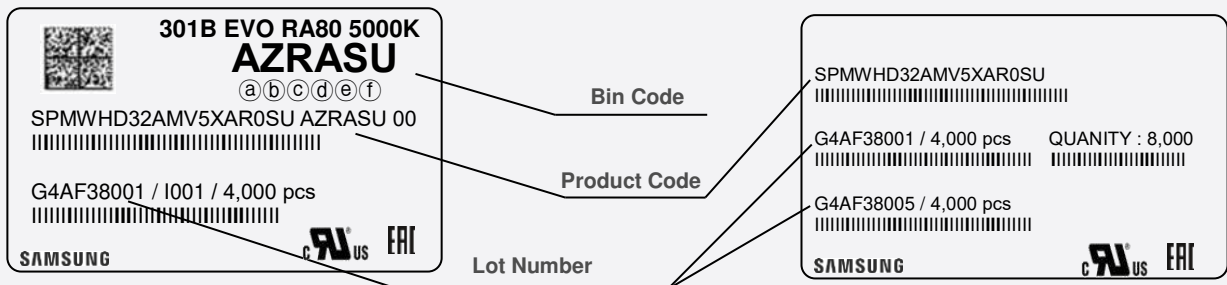 301B EVO RA80 5000K
AZRASU
ⓐⓑⓒⓓⓔⓕ
SPMWHD32AMV5XAR0SU AZRASU 00
G4AF38001 / I001 / 4,000 pcs
c RU US EAC
SAMSUNG
Bin Code
Product Code
Lot Number
SPMWHD32AMV5XAR0SU
G4AF38001 / 4,000 pcs QUANITY : 8,000
G4AF38005 / 4,000 pcs
c RU US EAC
SAMSUNG